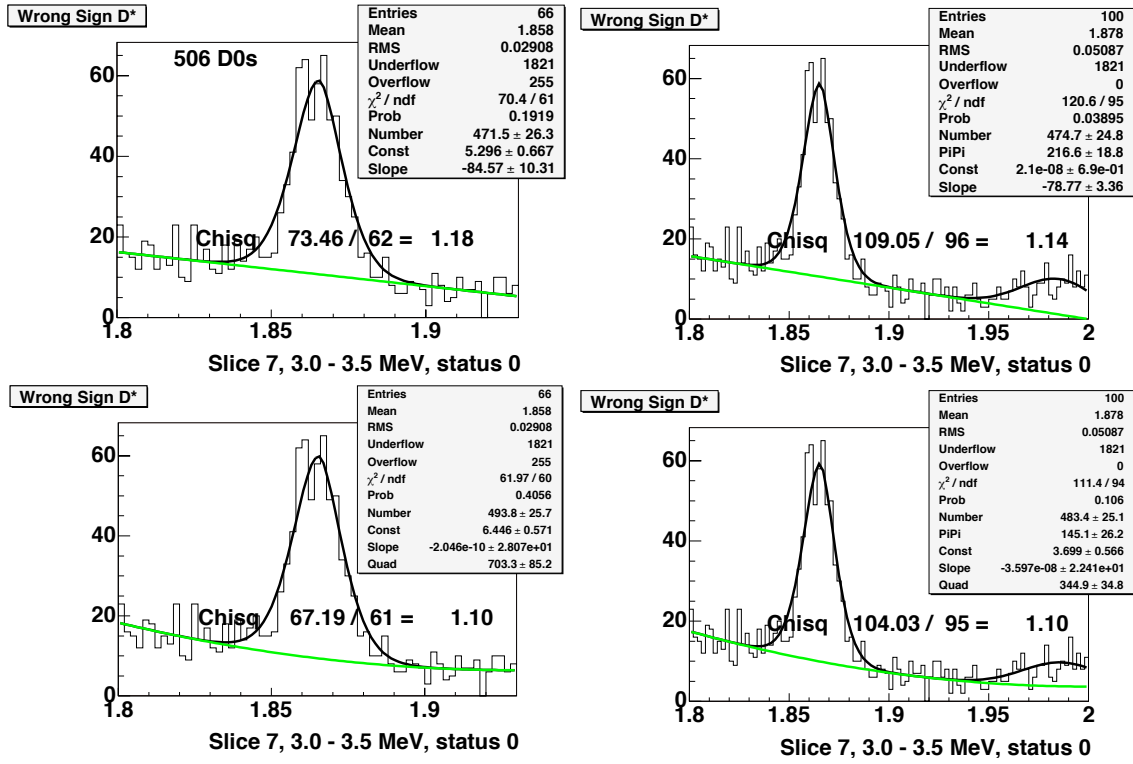 Wrong Sign D*
Entries 66
Mean 1.858
RMS 0.02908
Underflow 1821
Overflow 255
χ² / ndf 70.4 / 61
Prob 0.1919
Number 471.5 ± 26.3
Const 5.296 ± 0.667
Slope -84.57 ± 10.31
506 D0s
60
40
20
0
Chisq 73.46 / 62 = 1.18
1.8 1.85 1.9
Slice 7, 3.0 - 3.5 MeV, status 0
Wrong Sign D*
Entries 100
Mean 1.878
RMS 0.05087
Underflow 1821
Overflow 0
χ² / ndf 120.6 / 95
Prob 0.03895
Number 474.7 ± 24.8
PiPi 216.6 ± 18.8
Const 2.1e-08 ± 6.9e-01
Slope -78.77 ± 3.36
60
40
20
0
Chisq 109.05 / 96 = 1.14
1.8 1.85 1.9 1.95 2
Slice 7, 3.0 - 3.5 MeV, status 0
Wrong Sign D*
Entries 66
Mean 1.858
RMS 0.02908
Underflow 1821
Overflow 255
χ² / ndf 61.97 / 60
Prob 0.4056
Number 493.8 ± 25.7
Const 6.446 ± 0.571
Slope -2.046e-10 ± 2.807e+01
Quad 703.3 ± 85.2
60
40
20
0
Chisq 67.19 / 61 = 1.10
1.8 1.85 1.9
Slice 7, 3.0 - 3.5 MeV, status 0
Wrong Sign D*
Entries 100
Mean 1.878
RMS 0.05087
Underflow 1821
Overflow 0
χ² / ndf 111.4 / 94
Prob 0.106
Number 483.4 ± 25.1
PiPi 145.1 ± 26.2
Const 3.699 ± 0.566
Slope -3.597e-08 ± 2.241e+01
Quad 344.9 ± 34.8
60
40
20
0
Chisq 104.03 / 95 = 1.10
1.8 1.85 1.9 1.95 2
Slice 7, 3.0 - 3.5 MeV, status 0